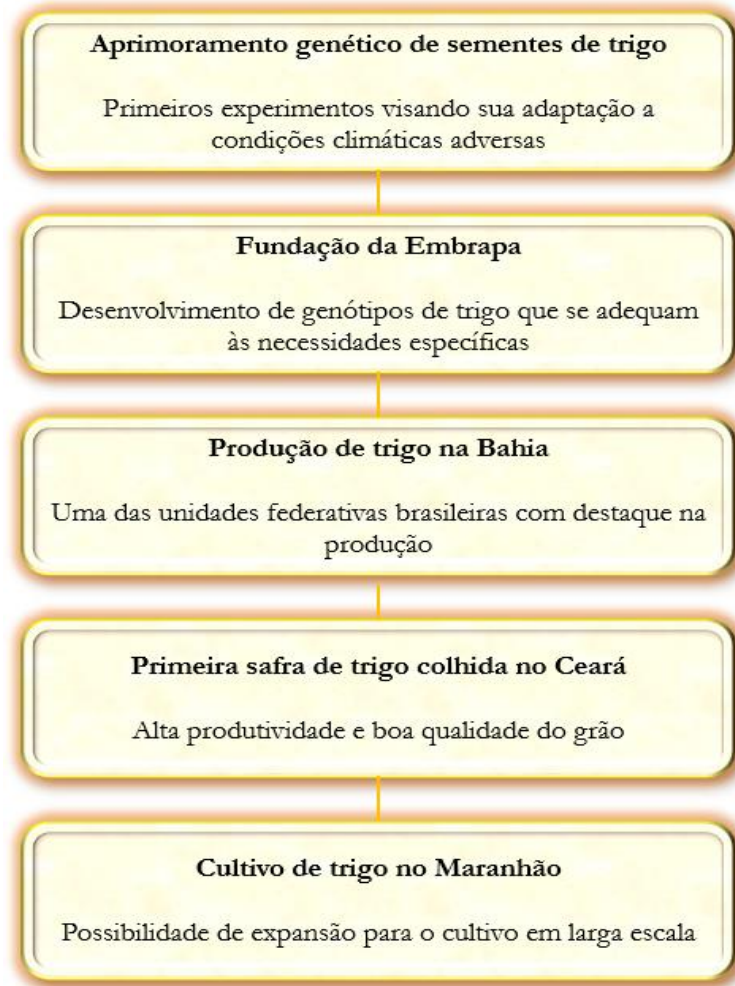 Aprimoramento genético de sementes de trigo
Primeiros experimentos visando sua adaptação a
condições climáticas adversas
Fundação da Embrapa
Desenvolvimento de genótipos de trigo que se adequam
às necessidades específicas
Produção de trigo na Bahia
Uma das unidades federativas brasileiras com destaque na
produção
Primeira safra de trigo colhida no Ceará
Alta produtividade e boa qualidade do grão
Cultivo de trigo no Maranhão
Possibilidade de expansão para o cultivo em larga escala